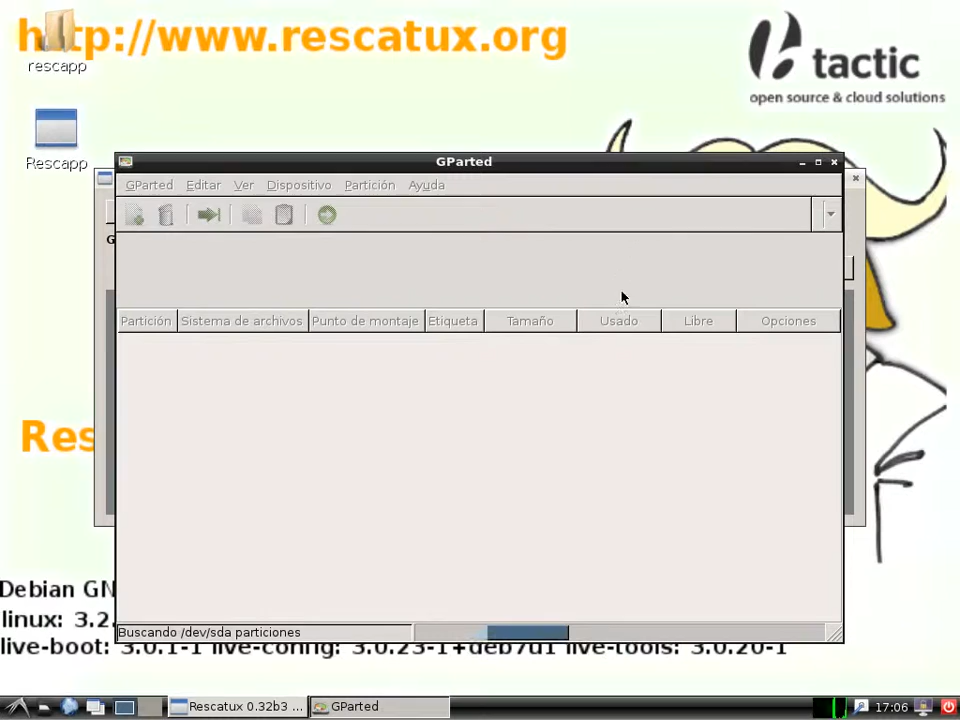 http://www.rescatux.org
rescapp
tactic
open source & cloud solutions
Rescapp
GParted
GParted Editar Ver Dispositivo Partición Ayuda
G
Partición Sistema de archivos Punto de montaje Etiqueta Tamaño Usado Libre Opciones
Res
Debian GN
linux: 3.2.
Buscando /dev/sda particiones
live-boot: 3.0.1-1 live-config: 3.0.23-1+deb7u1 live-tools: 3.0.20-1
Rescatux 0.32b3 ... GParted 17:06